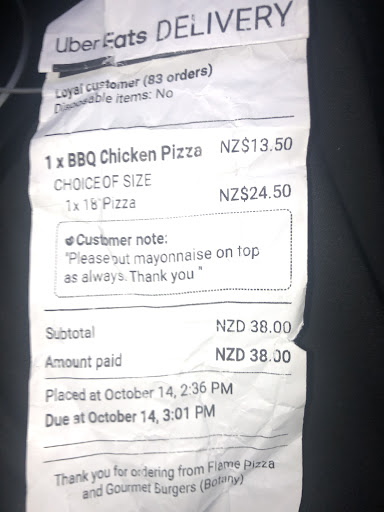 Uber Eats DELIVERY
Loyal customer (83 orders)
Disposable items: No
1 x BBQ Chicken Pizza NZ$13.50
CHOICE OF SIZE
1x 18" Pizza NZ$24.50
Customer note:
"Please put mayonnaise on top
as always. Thank you "
Subtotal NZD 38.00
Amount paid NZD 38.00
Placed at October 14, 2:36 PM
Due at October 14, 3:01 PM
Thank you for ordering from Flame Pizza
and Gourmet Burgers (Botany)